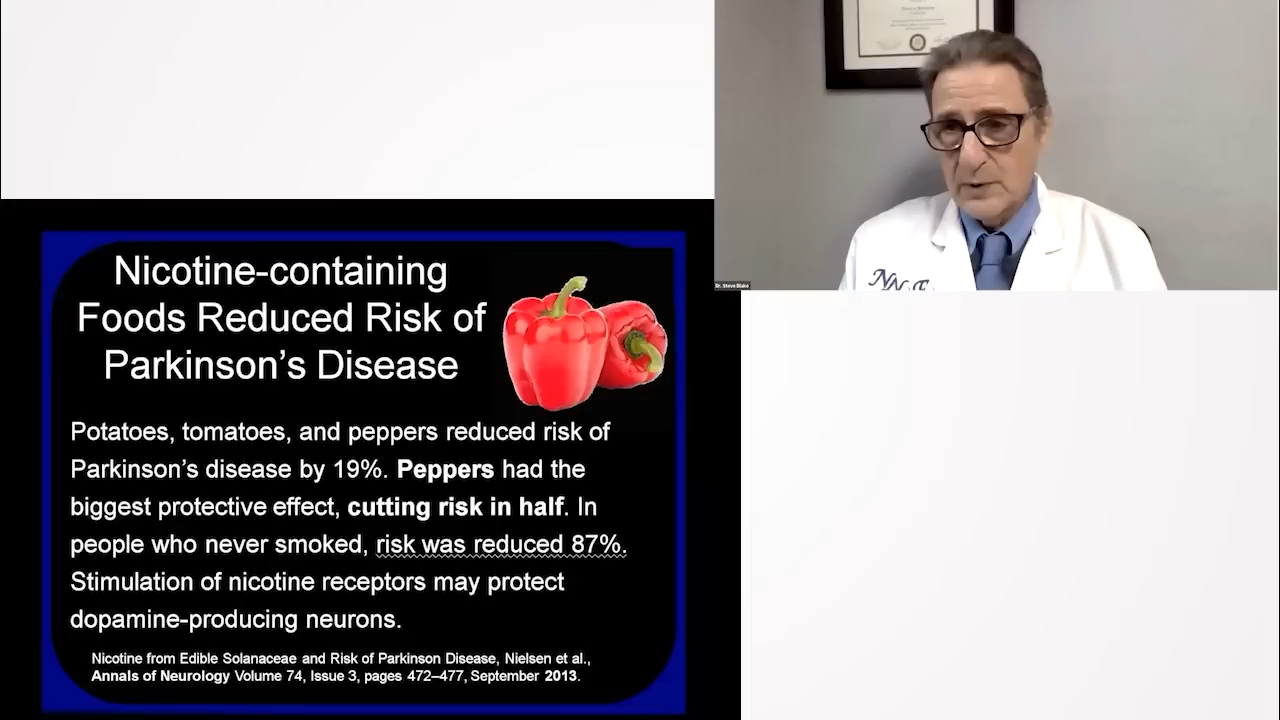 Nicotine-containing
Foods Reduced Risk of
Parkinson's Disease
Potatoes, tomatoes, and peppers reduced risk of
Parkinson's disease by 19%. Peppers had the
biggest protective effect, cutting risk in half. In
people who never smoked, risk was reduced 87%.
Stimulation of nicotine receptors may protect
dopamine-producing neurons.
Nicotine from Edible Solanaceae and Risk of Parkinson Disease, Nielsen et al.,
Annals of Neurology Volume 74, Issue 3, pages 472–477, September 2013.
Dr. Steve Blake